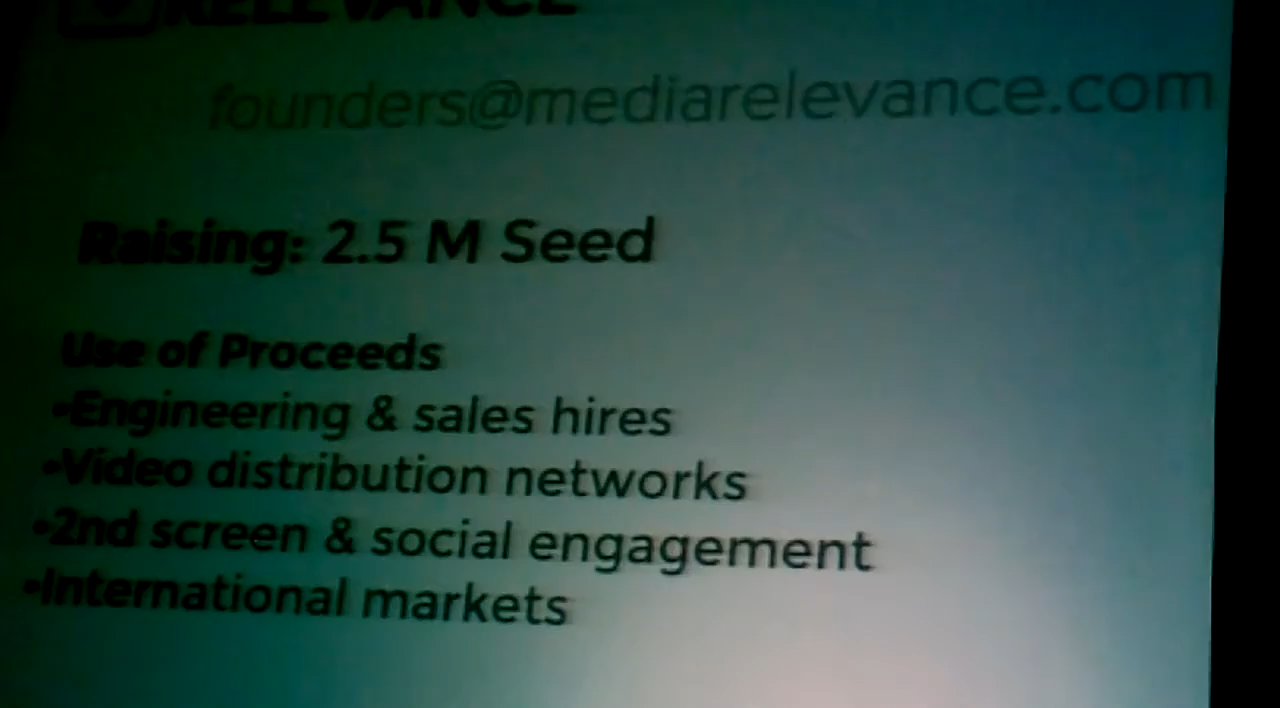 RELEVANCE
founders@mediarelevance.com
Raising: 2.5 M Seed
Use of Proceeds
•Engineering & sales hires
•Video distribution networks
•2nd screen & social engagement
•International markets